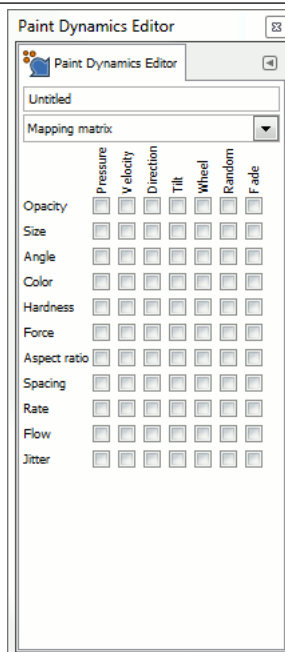 Paint Dynamics Editor
Paint Dynamics Editor
Untitled
Mapping matrix
Pressure Velocity Direction Tilt Wheel Random Fade
Opacity
Size
Angle
Color
Hardness
Force
Aspect ratio
Spacing
Rate
Flow
Jitter